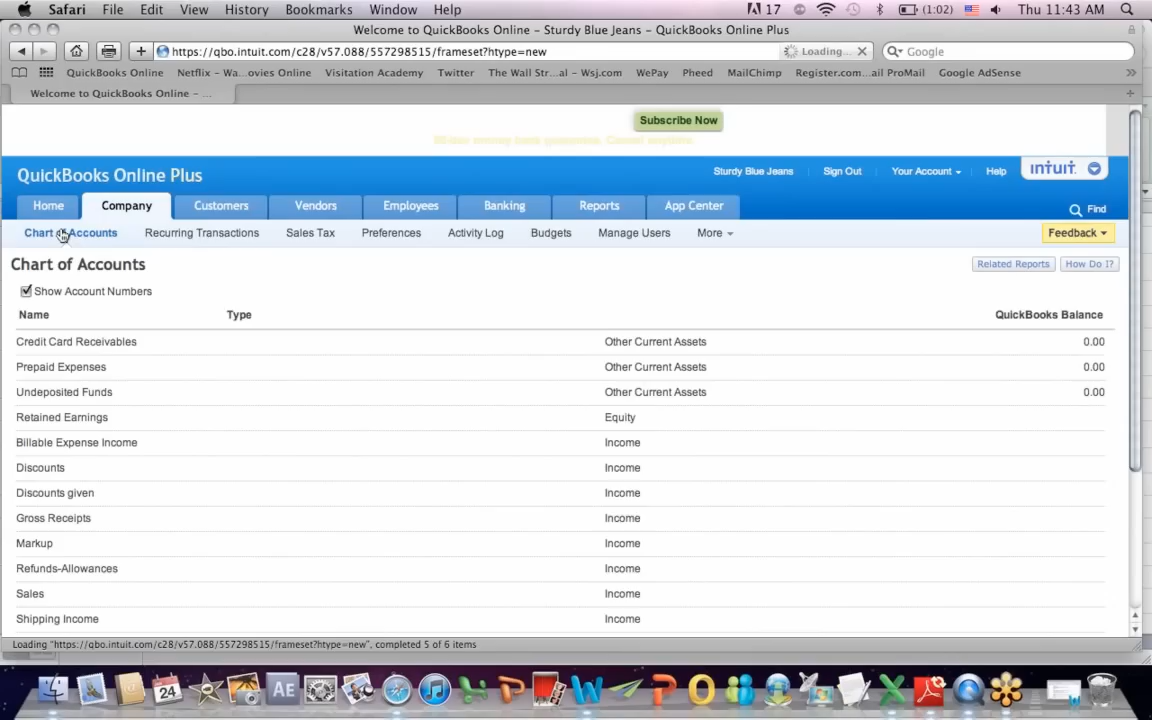 Safari File Edit View History Bookmarks Window Help 17 (1:02) Thu 11:43 AM
Welcome to QuickBooks Online – Sturdy Blue Jeans – QuickBooks Online Plus
https://qbo.intuit.com/c28/v57.088/557298515/frameset?htype=new Loading... Google
QuickBooks Online Netflix – Wa...ovies Online Visitation Academy Twitter The Wall Str...al – Wsj.com WePay Pheed MailChimp Register.com...ail ProMail Google AdSense
Welcome to QuickBooks Online – ...
Subscribe Now
QuickBooks Online Plus Sturdy Blue Jeans Sign Out Your Account Help intuit.
Home Company Customers Vendors Employees Banking Reports App Center Find
Chart of Accounts Recurring Transactions Sales Tax Preferences Activity Log Budgets Manage Users More Feedback
Chart of Accounts Related Reports How Do I?
Show Account Numbers
Name Type QuickBooks Balance
Credit Card Receivables Other Current Assets 0.00
Prepaid Expenses Other Current Assets 0.00
Undeposited Funds Other Current Assets 0.00
Retained Earnings Equity
Billable Expense Income Income
Discounts Income
Discounts given Income
Gross Receipts Income
Markup Income
Refunds-Allowances Income
Sales Income
Shipping Income Income
Loading "https://qbo.intuit.com/c28/v57.088/557298515/frameset?htype=new", completed 5 of 6 items
24 AE